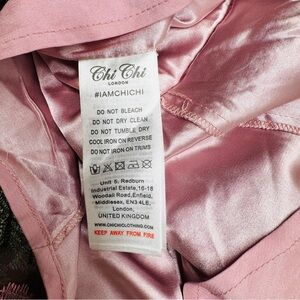 Chi Chi
LONDON
#IAMCHICHI
DO NOT BLEACH
DO NOT DRY CLEAN
DO NOT TUMBLE DRY
COOL IRON ON REVERSE
DO NOT IRON ON TRIMS
Unit 5, Redburn
Industrial Estate, 16-18
Woodall Road, Enfield,
Middlesex, EN3 4LE,
London,
UNITED KINGDOM
WWW.CHICHICLOTHING.COM
KEEP AWAY FROM FIRE